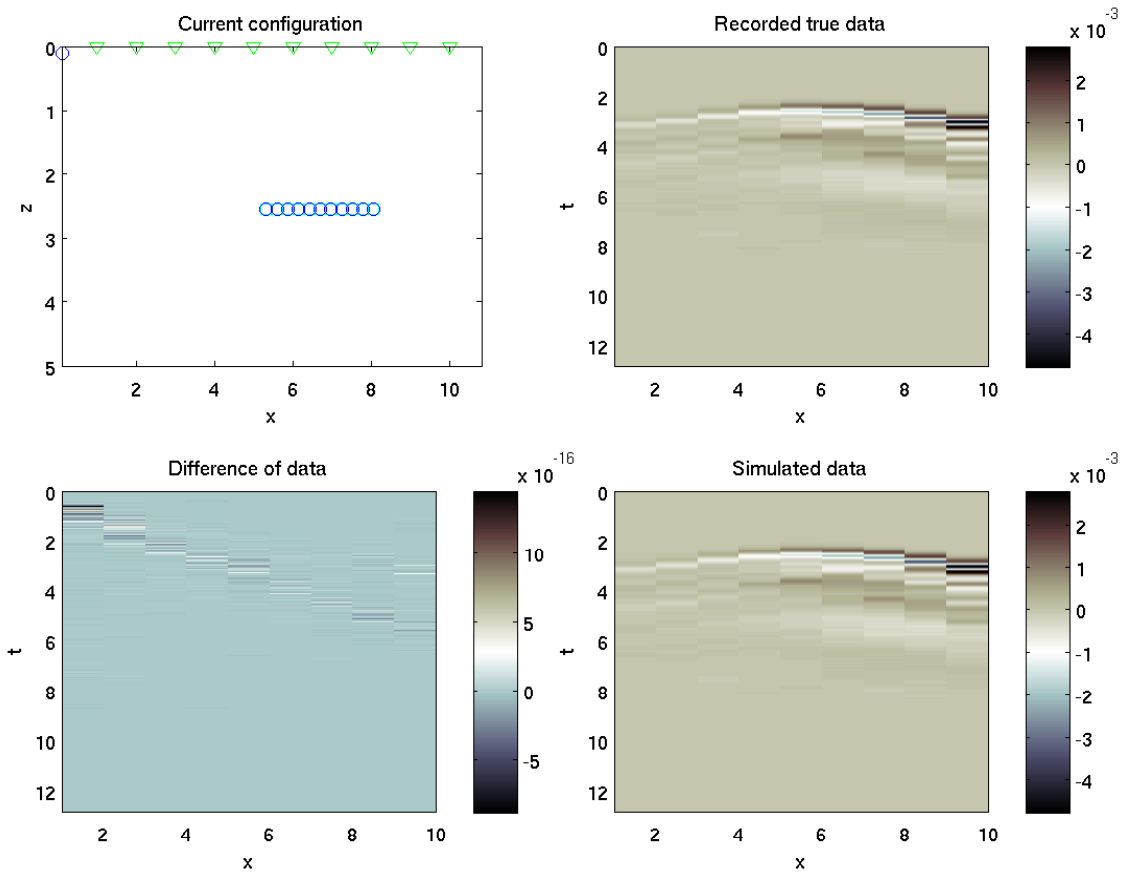 Current configuration
0
1
2
3
4
5
z
2 4 6 8 10
x
Recorded true data
x 10 -3
0
2
4
6
8
10
12
t
2 4 6 8 10
x
2
1
0
-1
-2
-3
-4
Difference of data
x 10 -16
0
2
4
6
8
10
12
t
2 4 6 8 10
x
10
5
0
-5
Simulated data
x 10 -3
0
2
4
6
8
10
12
t
2 4 6 8 10
x
2
1
0
-1
-2
-3
-4